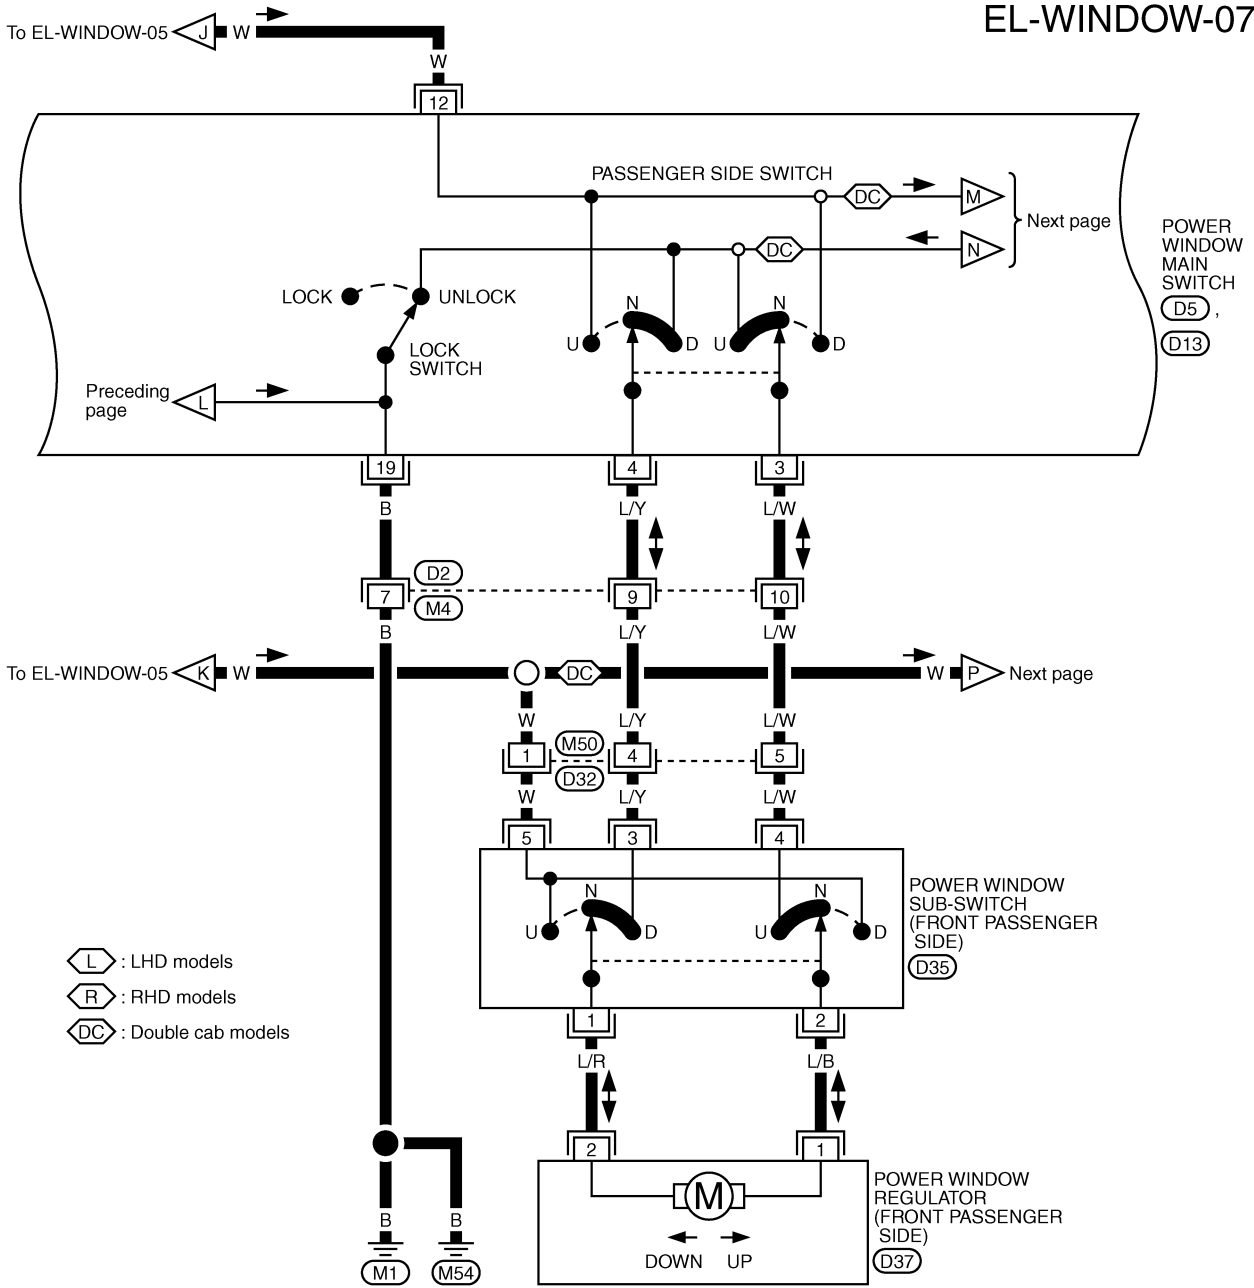 EL-WINDOW-07
To EL-WINDOW-05 J W
W
12
PASSENGER SIDE SWITCH
DC M
Next page
DC N
POWER
WINDOW
MAIN
SWITCH
D5 ,
D13
LOCK UNLOCK
N N
U D U D
LOCK
SWITCH
Preceding
page
L
19 4 3
B L/Y L/W
D2
7 9 10
M4
B L/Y L/W
To EL-WINDOW-05 K W DC W P Next page
W L/Y L/W
M50
1 4 5
D32
W L/Y L/W
5 3 4
POWER WINDOW
SUB-SWITCH
(FRONT PASSENGER
SIDE)
D35
N N
U D U D
L : LHD models
R : RHD models
DC : Double cab models
1 2
L/R L/B
2 1
M
DOWN UP
POWER WINDOW
REGULATOR
(FRONT PASSENGER
SIDE)
D37
B B
M1 M54